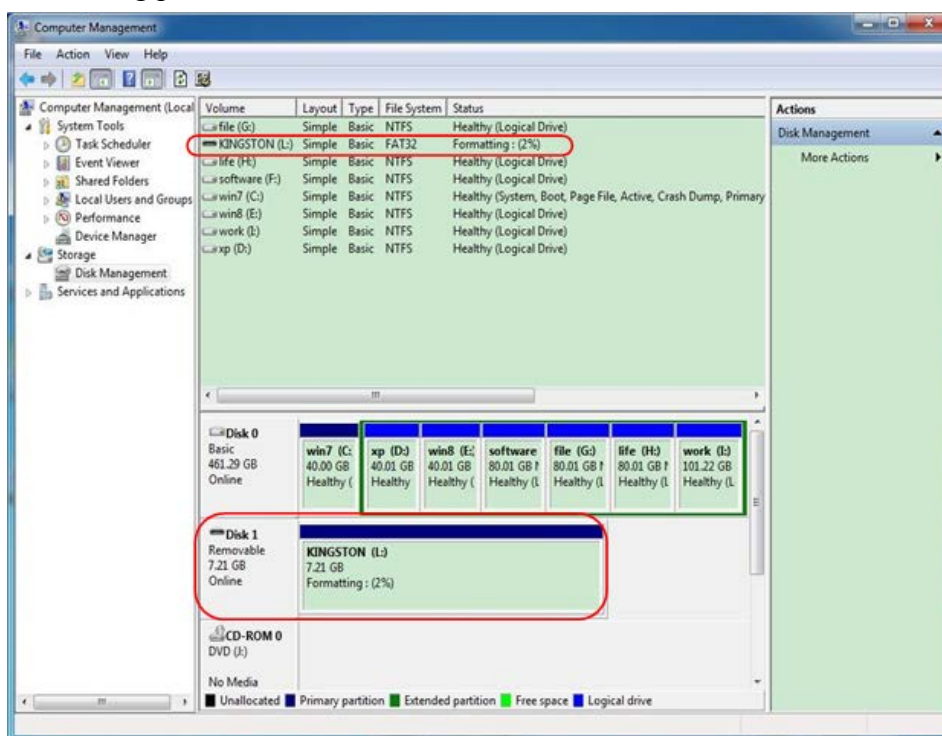 Computer Management
File Action View Help
Computer Management (Local
System Tools
Task Scheduler
Event Viewer
Shared Folders
Local Users and Groups
Performance
Device Manager
Storage
Disk Management
Services and Applications
Volume Layout Type File System Status
file (G:) Simple Basic NTFS Healthy (Logical Drive)
KINGSTON (L:) Simple Basic FAT32 Formatting : (2%)
life (H:) Simple Basic NTFS Healthy (Logical Drive)
software (F:) Simple Basic NTFS Healthy (Logical Drive)
win7 (C:) Simple Basic NTFS Healthy (System, Boot, Page File, Active, Crash Dump, Primary
win8 (E:) Simple Basic NTFS Healthy (Logical Drive)
work (I:) Simple Basic NTFS Healthy (Logical Drive)
xp (D:) Simple Basic NTFS Healthy (Logical Drive)
Actions
Disk Management
More Actions
Disk 0
Basic
461.29 GB
Online
win7 (C: xp (D:) win8 (E: software file (G:) life (H:) work (I:)
40.00 GB 40.01 GB 40.01 GB 80.01 GB N 80.01 GB N 80.01 GB N 101.22 GB
Healthy ( Healthy Healthy ( Healthy (L Healthy (L Healthy (L Healthy (L
Disk 1
Removable
7.21 GB
Online
KINGSTON (L:)
7.21 GB
Formatting : (2%)
CD-ROM 0
DVD (J:)
No Media
Unallocated Primary partition Extended partition Free space Logical drive